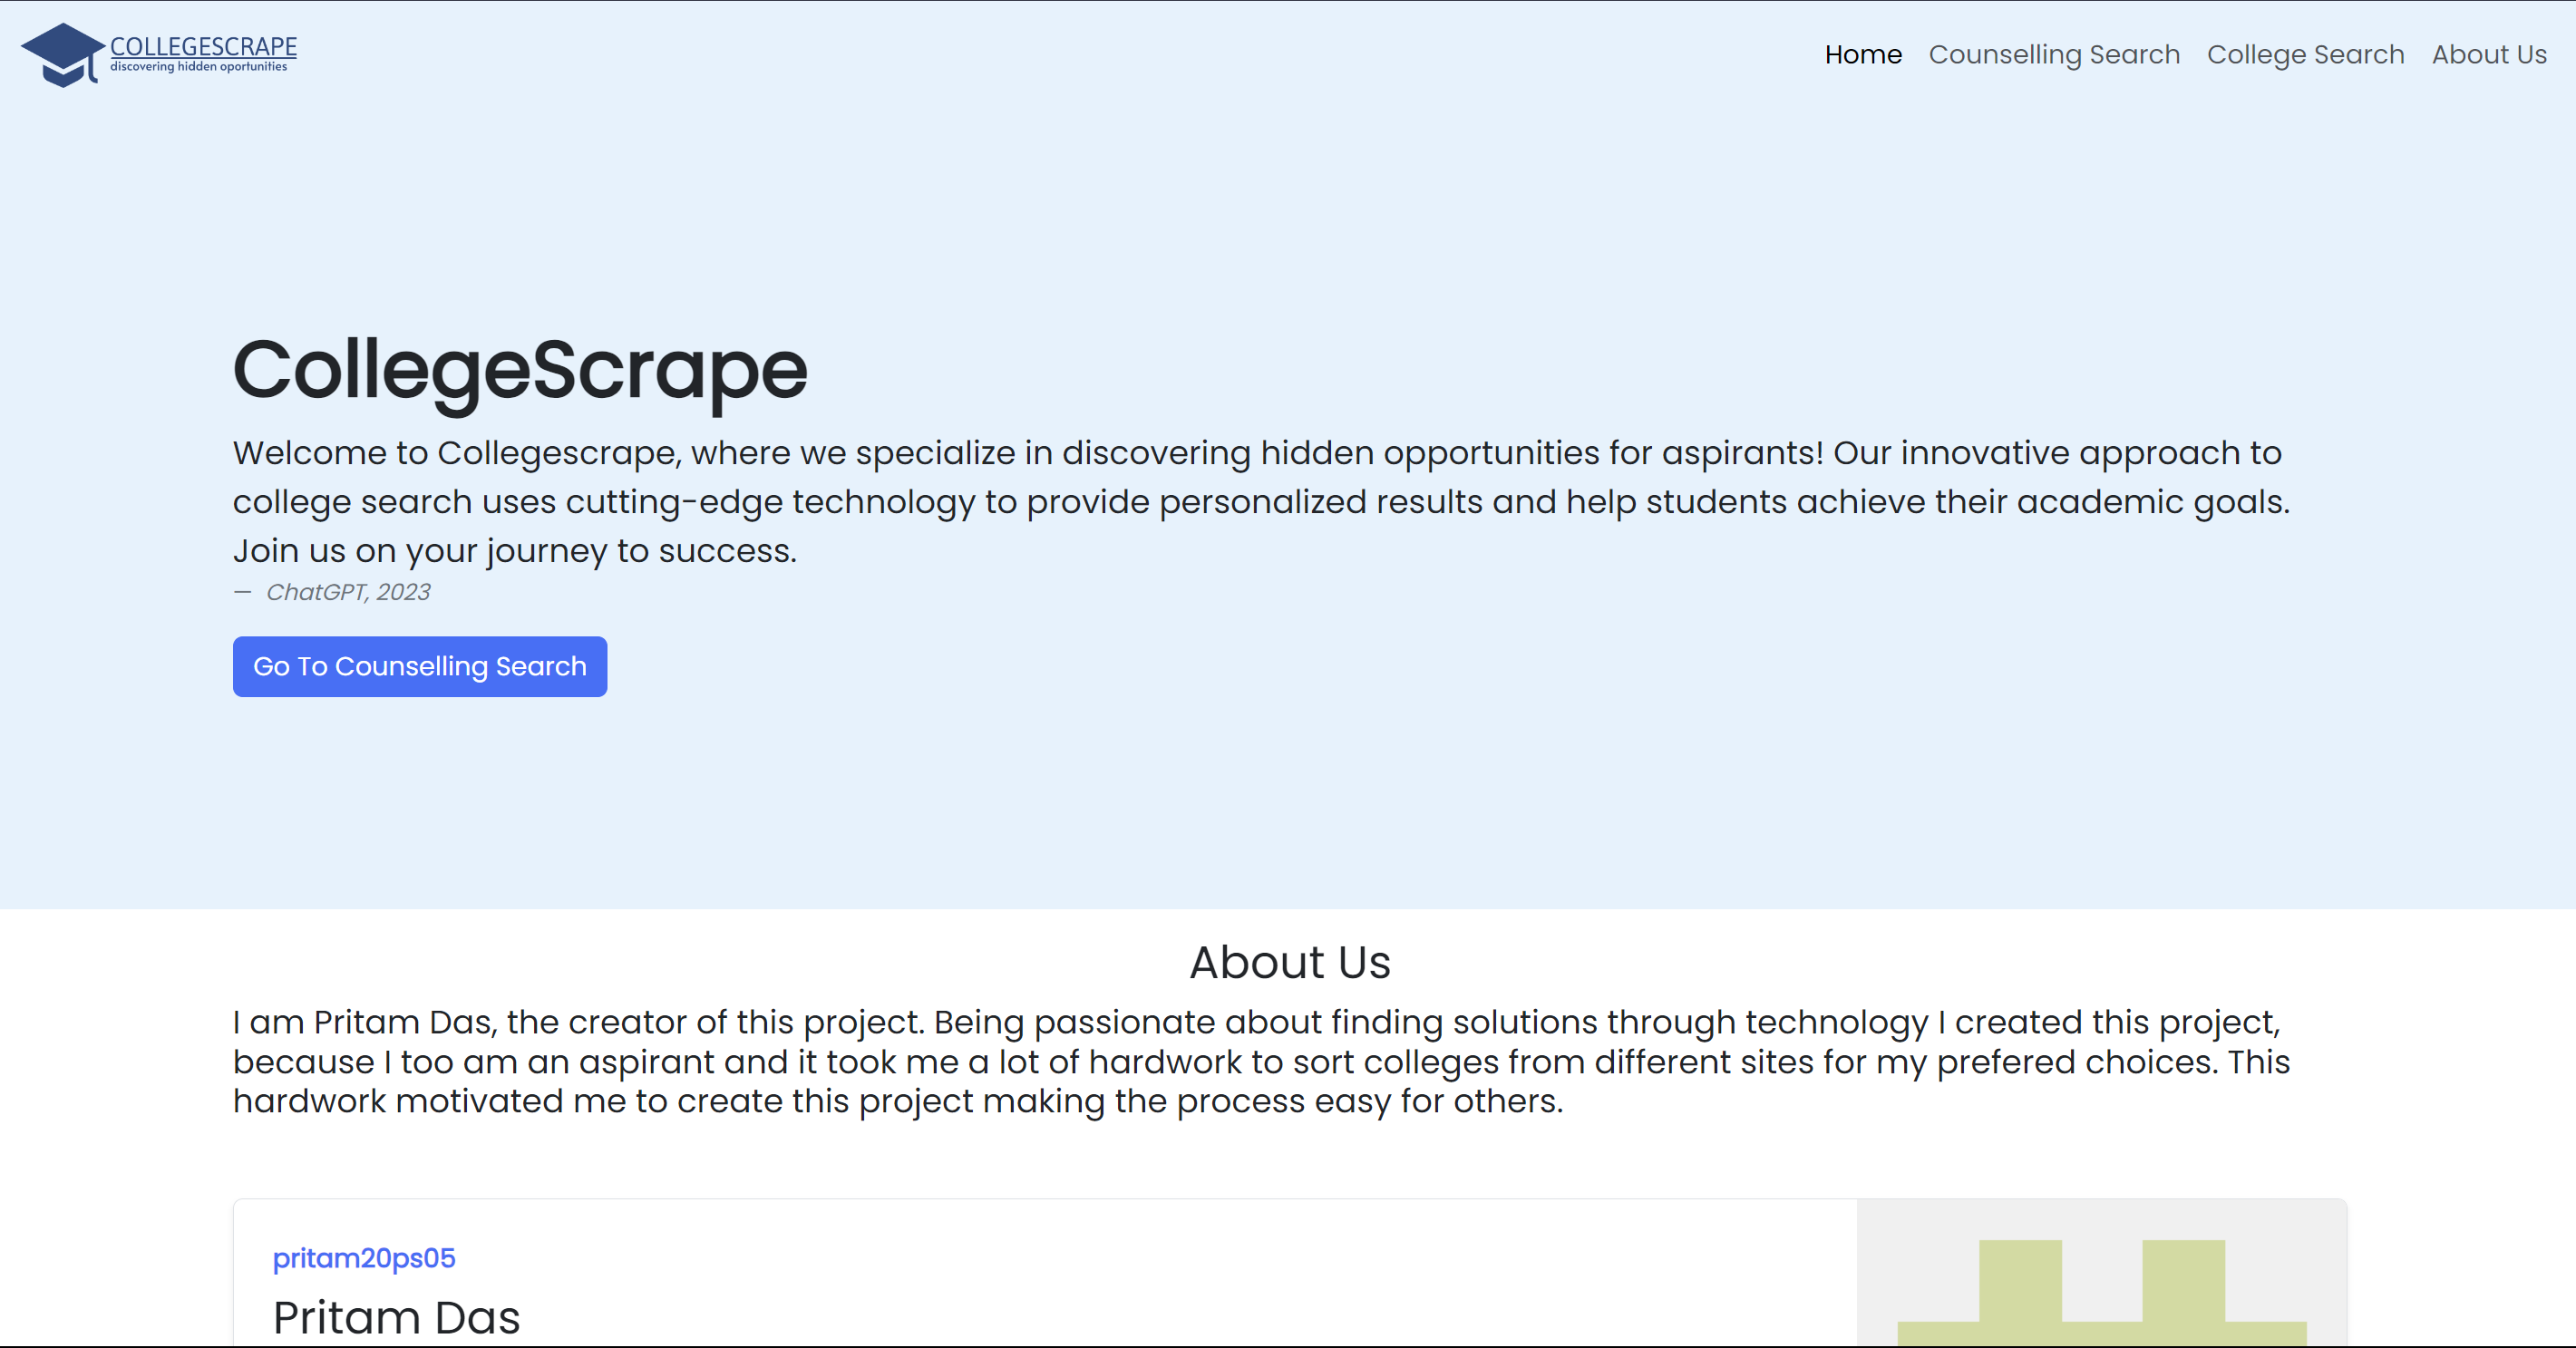 COLLEGESCRAPE
discovering hidden oportunities
Home Counselling Search College Search About Us
CollegeScrape
Welcome to Collegescrape, where we specialize in discovering hidden opportunities for aspirants! Our innovative approach to
college search uses cutting-edge technology to provide personalized results and help students achieve their academic goals.
Join us on your journey to success.
— ChatGPT, 2023
Go To Counselling Search
About Us
I am Pritam Das, the creator of this project. Being passionate about finding solutions through technology I created this project,
because I too am an aspirant and it took me a lot of hardwork to sort colleges from different sites for my prefered choices. This
hardwork motivated me to create this project making the process easy for others.
pritam20ps05
Pritam Das